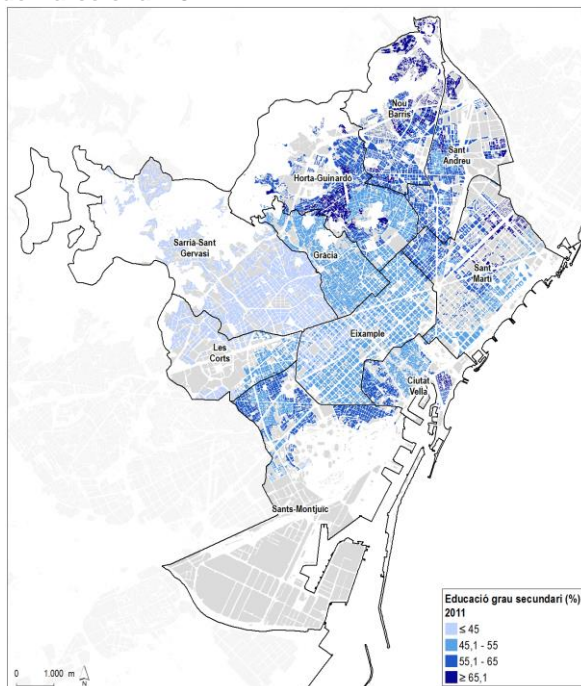 Nou
Barris
Sant
Andreu
Horta-Guinardó
Sarrià-Sant
Gervasi
Gràcia
Sant
Martí
Eixample
Les
Corts
Ciutat
Vella
Sants-Montjuïc
Educació grau secundari (%)
2011
≤ 45
45,1 - 55
55,1 - 65
≥ 65,1
0 1.000 m
N